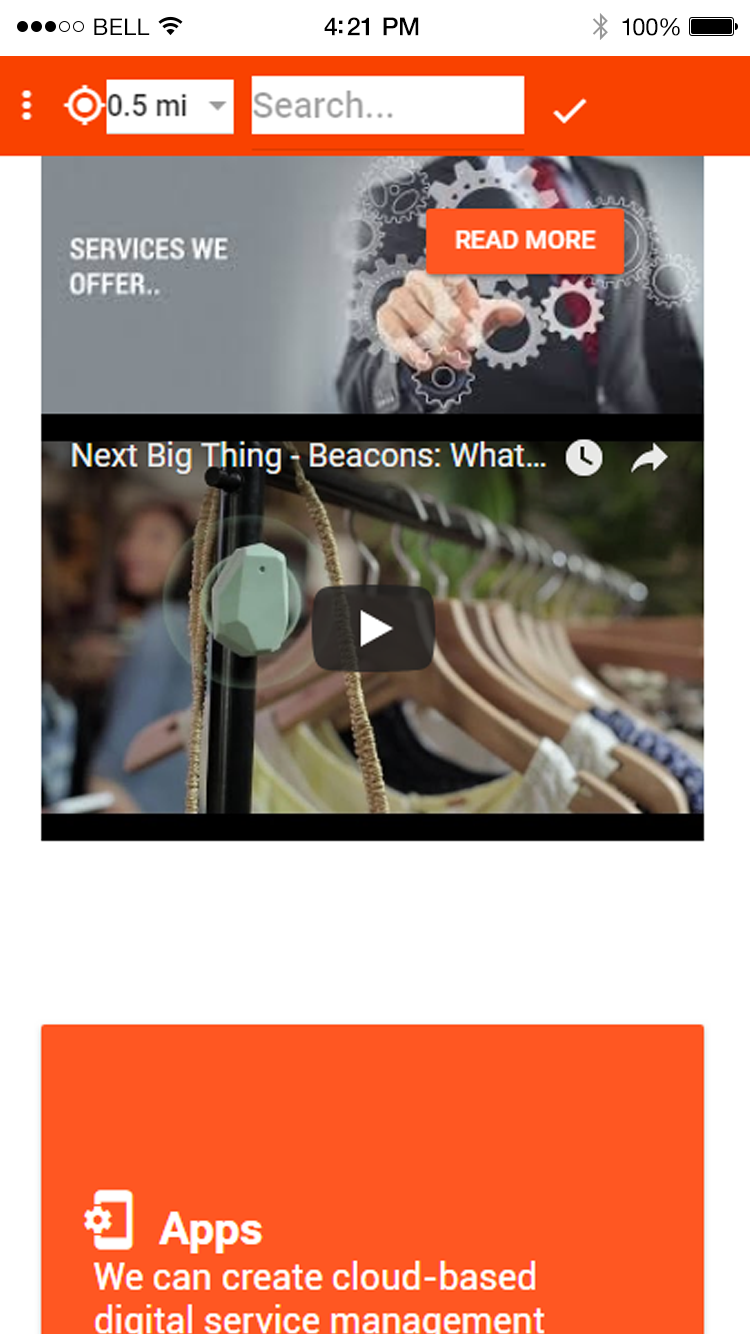 BELL 4:21 PM 100%
0.5 mi Search...
SERVICES WE
OFFER..
READ MORE
Next Big Thing - Beacons: What...
Apps
We can create cloud-based
digital service management